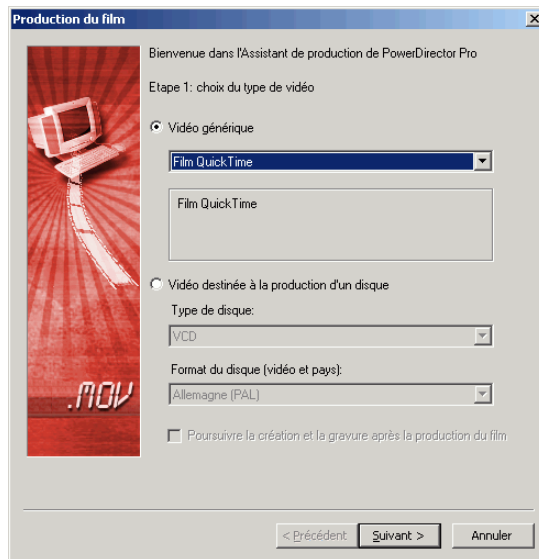 Production du film
Bienvenue dans l'Assistant de production de PowerDirector Pro
Etape 1: choix du type de vidéo
Vidéo générique
Film QuickTime
Film QuickTime
Vidéo destinée à la production d'un disque
Type de disque:
VCD
Format du disque (vidéo et pays):
Allemagne (PAL)
Poursuivre la création et la gravure après la production du film
.MOV
< Précédent
Suivant >
Annuler